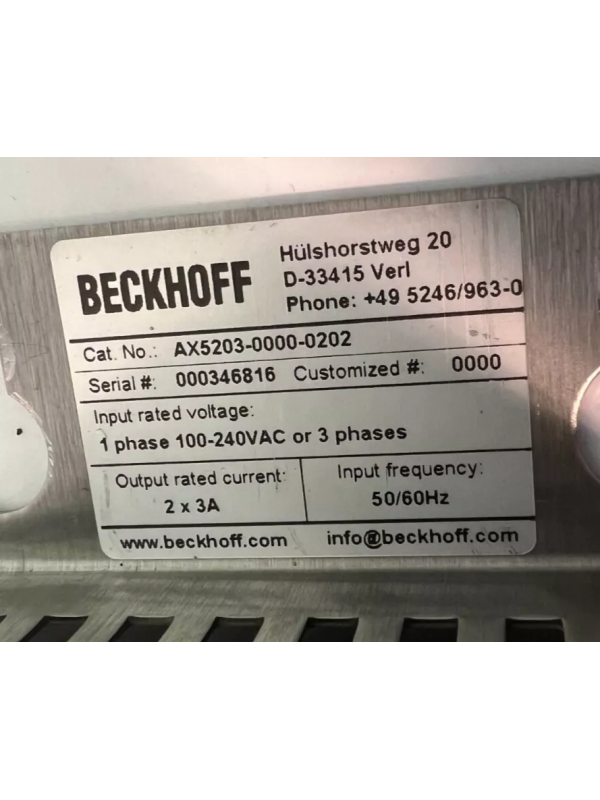 BECKHOFF
Hülshorstweg 20
D-33415 Verl
Phone: +49 5246/963-0
Cat. No.: AX5203-0000-0202
Serial #: 000346816 Customized #: 0000
Input rated voltage:
1 phase 100-240VAC or 3 phases
Output rated current:
2 x 3A
Input frequency:
50/60Hz
www.beckhoff.com info@beckhoff.com